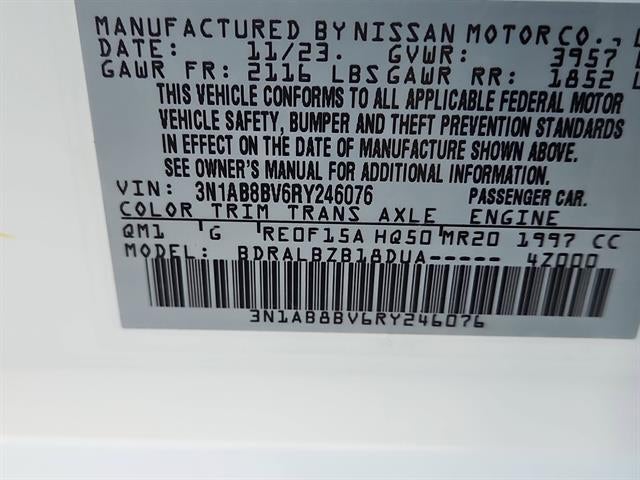 MANUFACTURED BY NISSAN MOTOR CO.,
DATE: 11/23. GVWR: 3957
GAWR FR: 2116 LBS GAWR RR: 1852
THIS VEHICLE CONFORMS TO ALL APPLICABLE FEDERAL MOTOR
VEHICLE SAFETY, BUMPER AND THEFT PREVENTION STANDARDS
IN EFFECT ON THE DATE OF MANUFACTURE SHOWN ABOVE.
SEE OWNER'S MANUAL FOR ADDITIONAL INFORMATION.
VIN: 3N1AB8BV6RY246076 PASSENGER CAR.
COLOR TRIM TRANS AXLE ENGINE
QM1 G RE0F15A HQ50 MR20 1997 CC
MODEL: BDRALBZB18DUA----- 4Z000
3N1AB8BV6RY246076